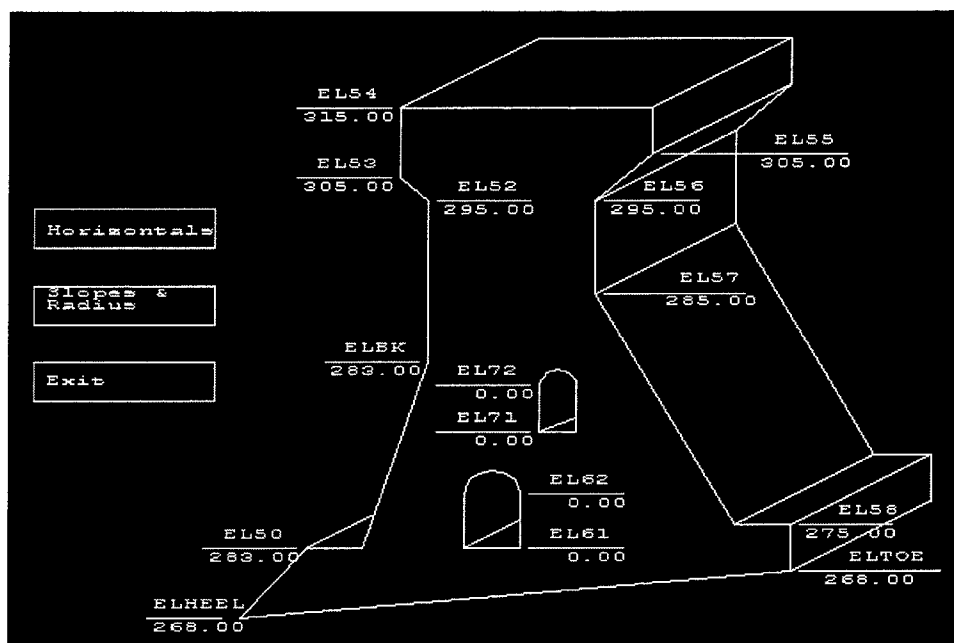 EL54
315.00
EL55
305.00
EL53
305.00
EL52
295.00
EL56
295.00
Horizontals
EL57
285.00
Slopes &
Radius
ELBK
283.00
EL72
0.00
Exit
EL71
0.00
EL62
0.00
EL58
275.00
EL50
283.00
EL61
0.00
ELTOE
268.00
ELHEEL
268.00